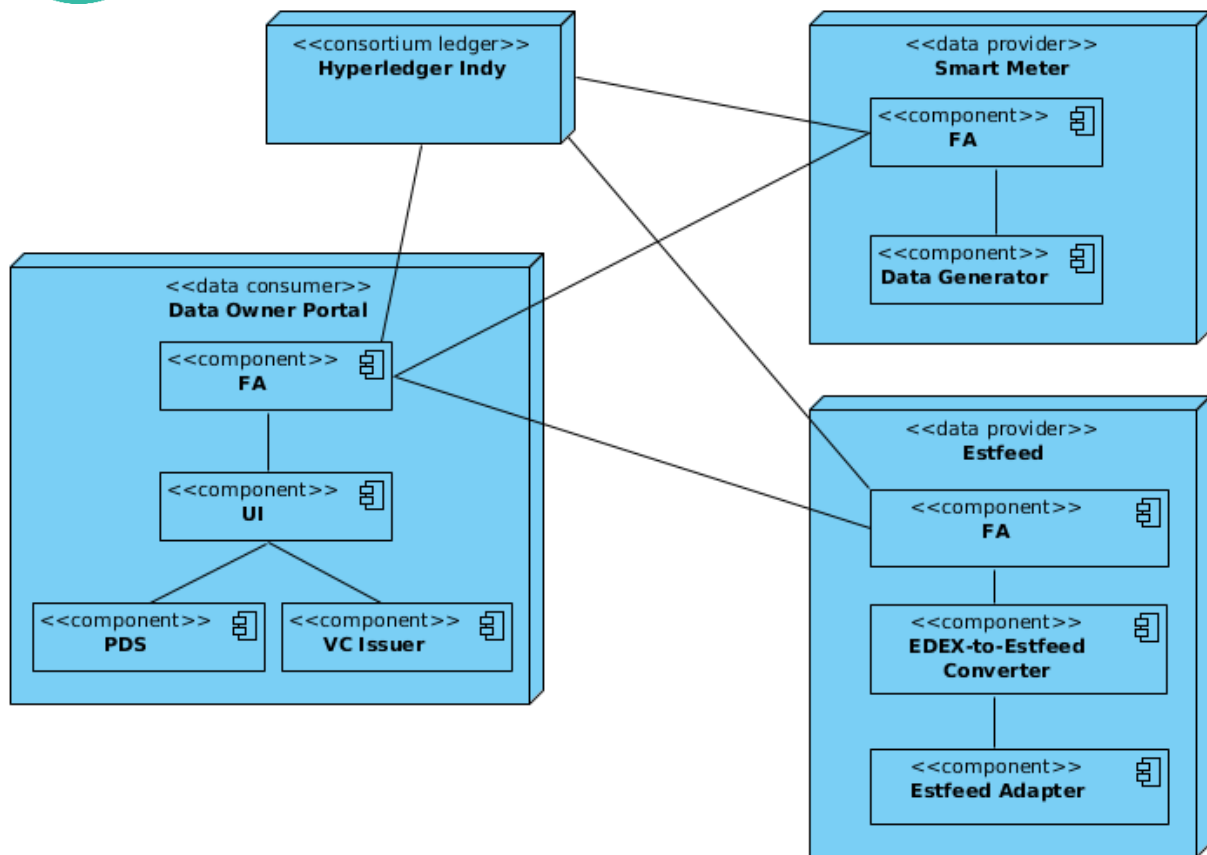 <<consortium ledger>>
Hyperledger Indy
<<data provider>>
Smart Meter
<<component>>
FA
<<component>>
Data Generator
<<data consumer>>
Data Owner Portal
<<component>>
FA
<<component>>
UI
<<component>>
PDS
<<component>>
VC Issuer
<<data provider>>
Estfeed
<<component>>
FA
<<component>>
EDEX-to-Estfeed
Converter
<<component>>
Estfeed Adapter